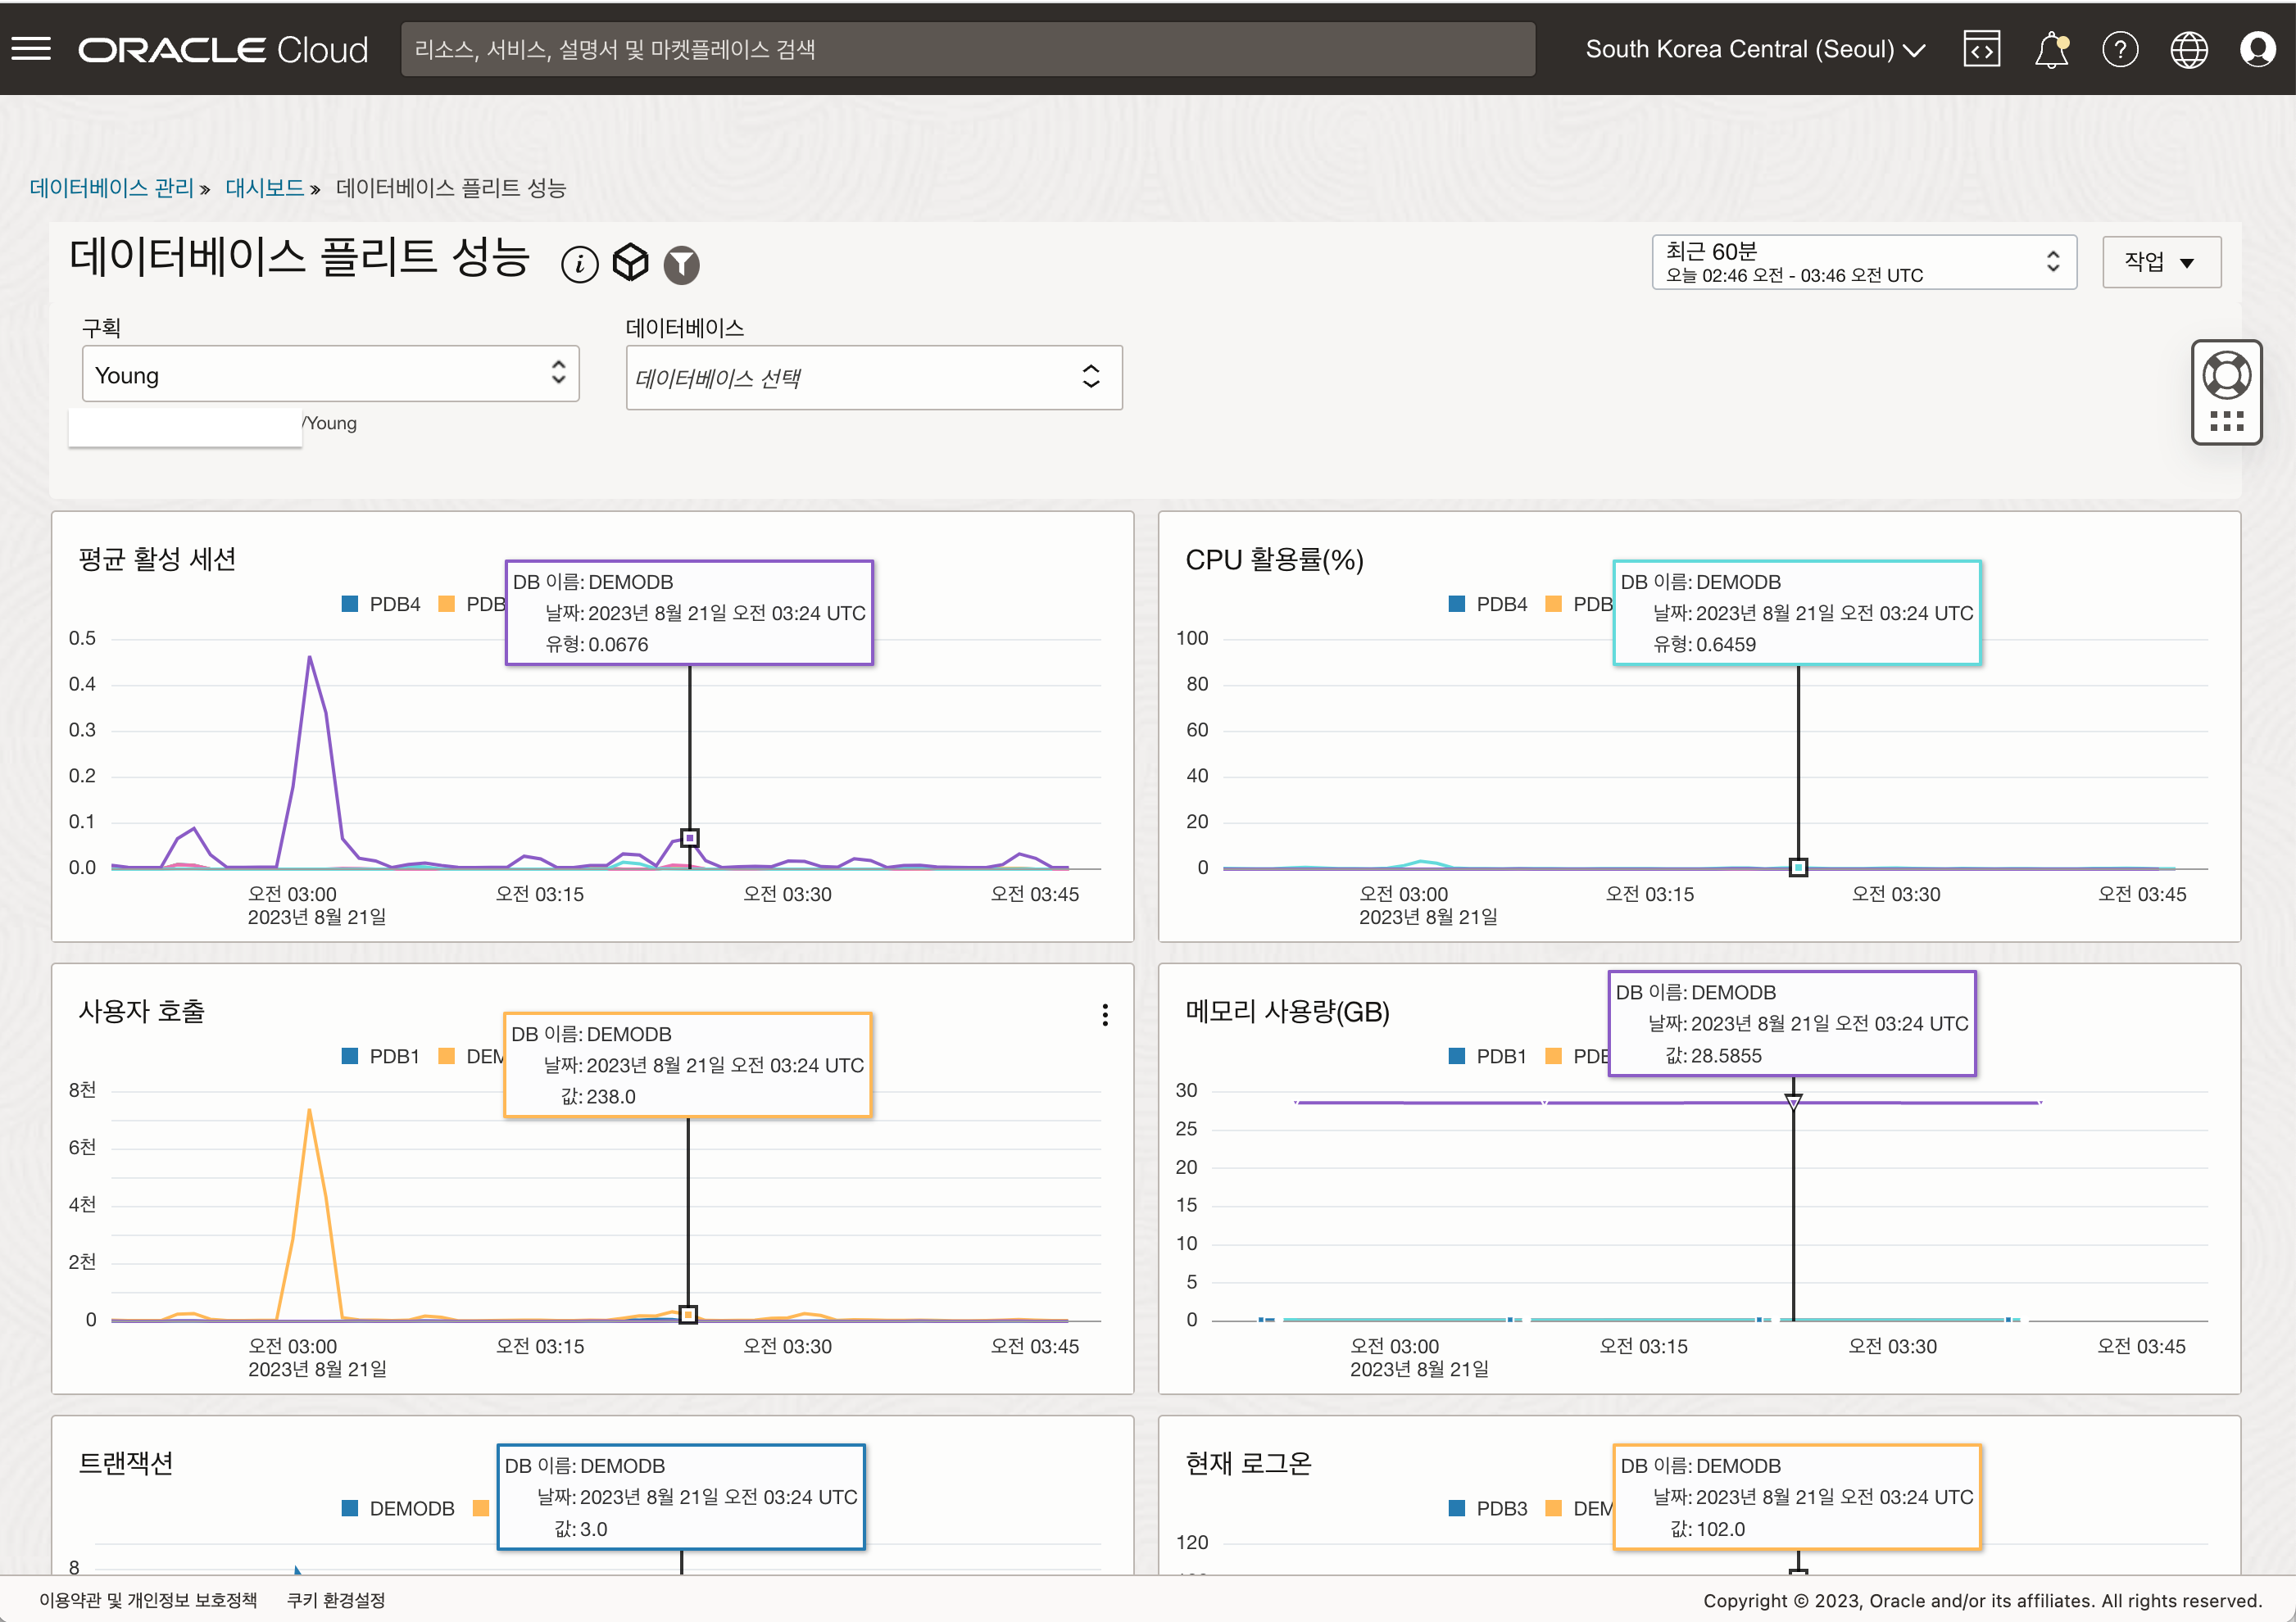 ORACLE Cloud
리소스, 서비스, 설명서 및 마켓플레이스 검색
South Korea Central (Seoul)
데이터베이스 관리 » 대시보드 » 데이터베이스 플리트 성능
데이터베이스 플리트 성능
최근 60분
오늘 02:46 오전 - 03:46 오전 UTC
작업
구획
데이터베이스
Young
데이터베이스 선택
/Young
평균 활성 세션
PDB4 PDB
DB 이름: DEMODB
날짜: 2023년 8월 21일 오전 03:24 UTC
유형: 0.0676
0.5
0.4
0.3
0.2
0.1
0.0
오전 03:00 오전 03:15 오전 03:30 오전 03:45
2023년 8월 21일
CPU 활용률(%)
PDB4 PDB
DB 이름: DEMODB
날짜: 2023년 8월 21일 오전 03:24 UTC
유형: 0.6459
100
80
60
40
20
0
오전 03:00 오전 03:15 오전 03:30 오전 03:45
2023년 8월 21일
사용자 호출
PDB1 DEM
DB 이름: DEMODB
날짜: 2023년 8월 21일 오전 03:24 UTC
값: 238.0
8천
6천
4천
2천
0
오전 03:00 오전 03:15 오전 03:30 오전 03:45
2023년 8월 21일
메모리 사용량(GB)
PDB1
DB 이름: DEMODB
날짜: 2023년 8월 21일 오전 03:24 UTC
값: 28.5855
30
25
20
15
10
5
0
오전 03:00 오전 03:15 오전 03:30 오전 03:45
2023년 8월 21일
트랜잭션
DEMODB
DB 이름: DEMODB
날짜: 2023년 8월 21일 오전 03:24 UTC
값: 3.0
8
현재 로그온
PDB3 DEM
DB 이름: DEMODB
날짜: 2023년 8월 21일 오전 03:24 UTC
값: 102.0
120
이용약관 및 개인정보 보호정책 쿠키 환경설정
Copyright © 2023, Oracle and/or its affiliates. All rights reserved.